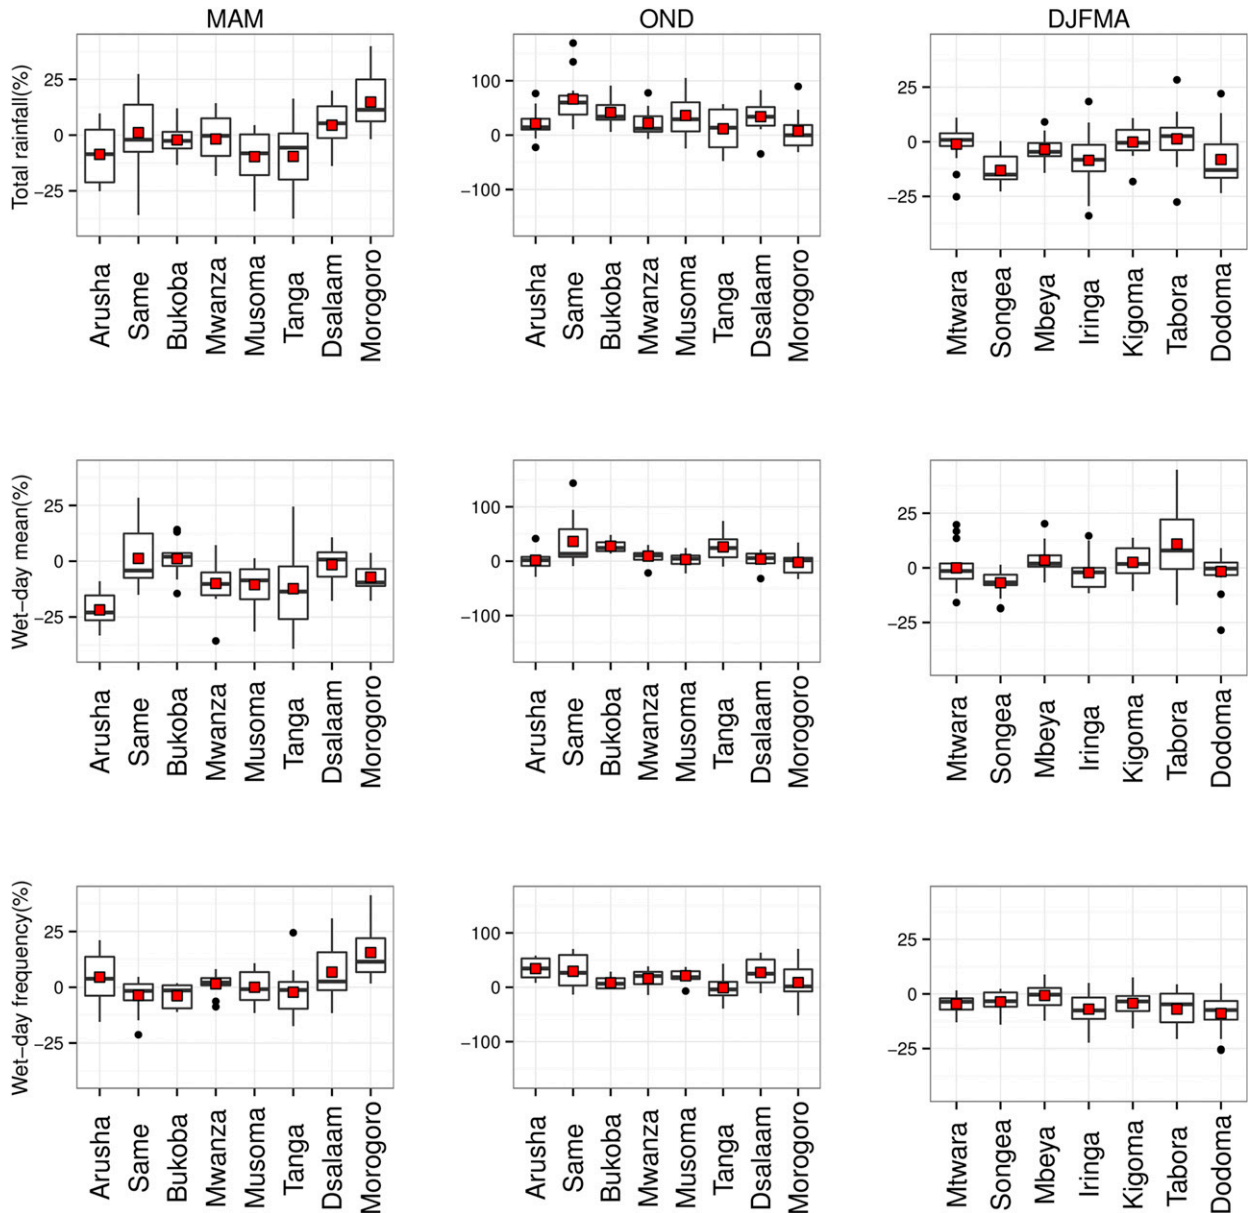 MAM OND DJFMA
Total rainfall(%)
25
0
−25
100
0
−100
25
0
−25
Arusha Same Bukoba Mwanza Musoma Tanga Dsalaam Morogoro
Arusha Same Bukoba Mwanza Musoma Tanga Dsalaam Morogoro
Mtwara Songea Mbeya Iringa Kigoma Tabora Dodoma
Wet−day mean(%)
25
0
−25
100
0
−100
25
0
−25
Arusha Same Bukoba Mwanza Musoma Tanga Dsalaam Morogoro
Arusha Same Bukoba Mwanza Musoma Tanga Dsalaam Morogoro
Mtwara Songea Mbeya Iringa Kigoma Tabora Dodoma
Wet−day frequency(%)
25
0
−25
100
0
−100
25
0
−25
Arusha Same Bukoba Mwanza Musoma Tanga Dsalaam Morogoro
Arusha Same Bukoba Mwanza Musoma Tanga Dsalaam Morogoro
Mtwara Songea Mbeya Iringa Kigoma Tabora Dodoma